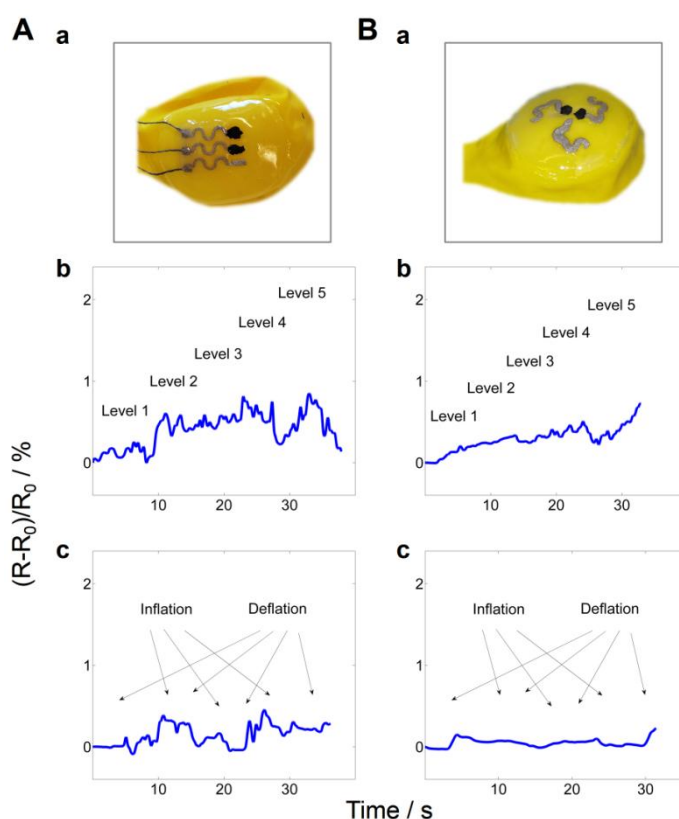 A
a
B
a
b
2
1
0
Level 1
Level 2
Level 3
Level 4
Level 5
10
20
30
b
2
1
0
Level 1
Level 2
Level 3
Level 4
Level 5
10
20
30
(R-R0)/R0 / %
c
2
1
0
Inflation
Deflation
10
20
30
c
2
1
0
Inflation
Deflation
10
20
30
Time / s